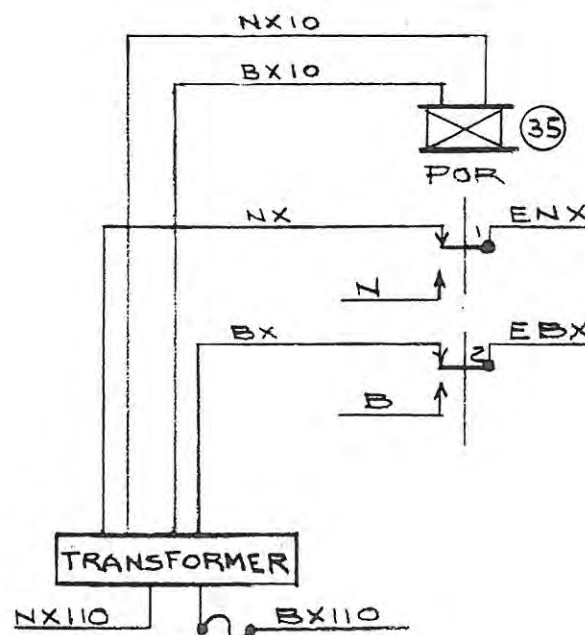 NX10
BX10
35
POR
NX
1
ENX
N
BX
2
EBX
B
TRANSFORMER
NX110
BX110